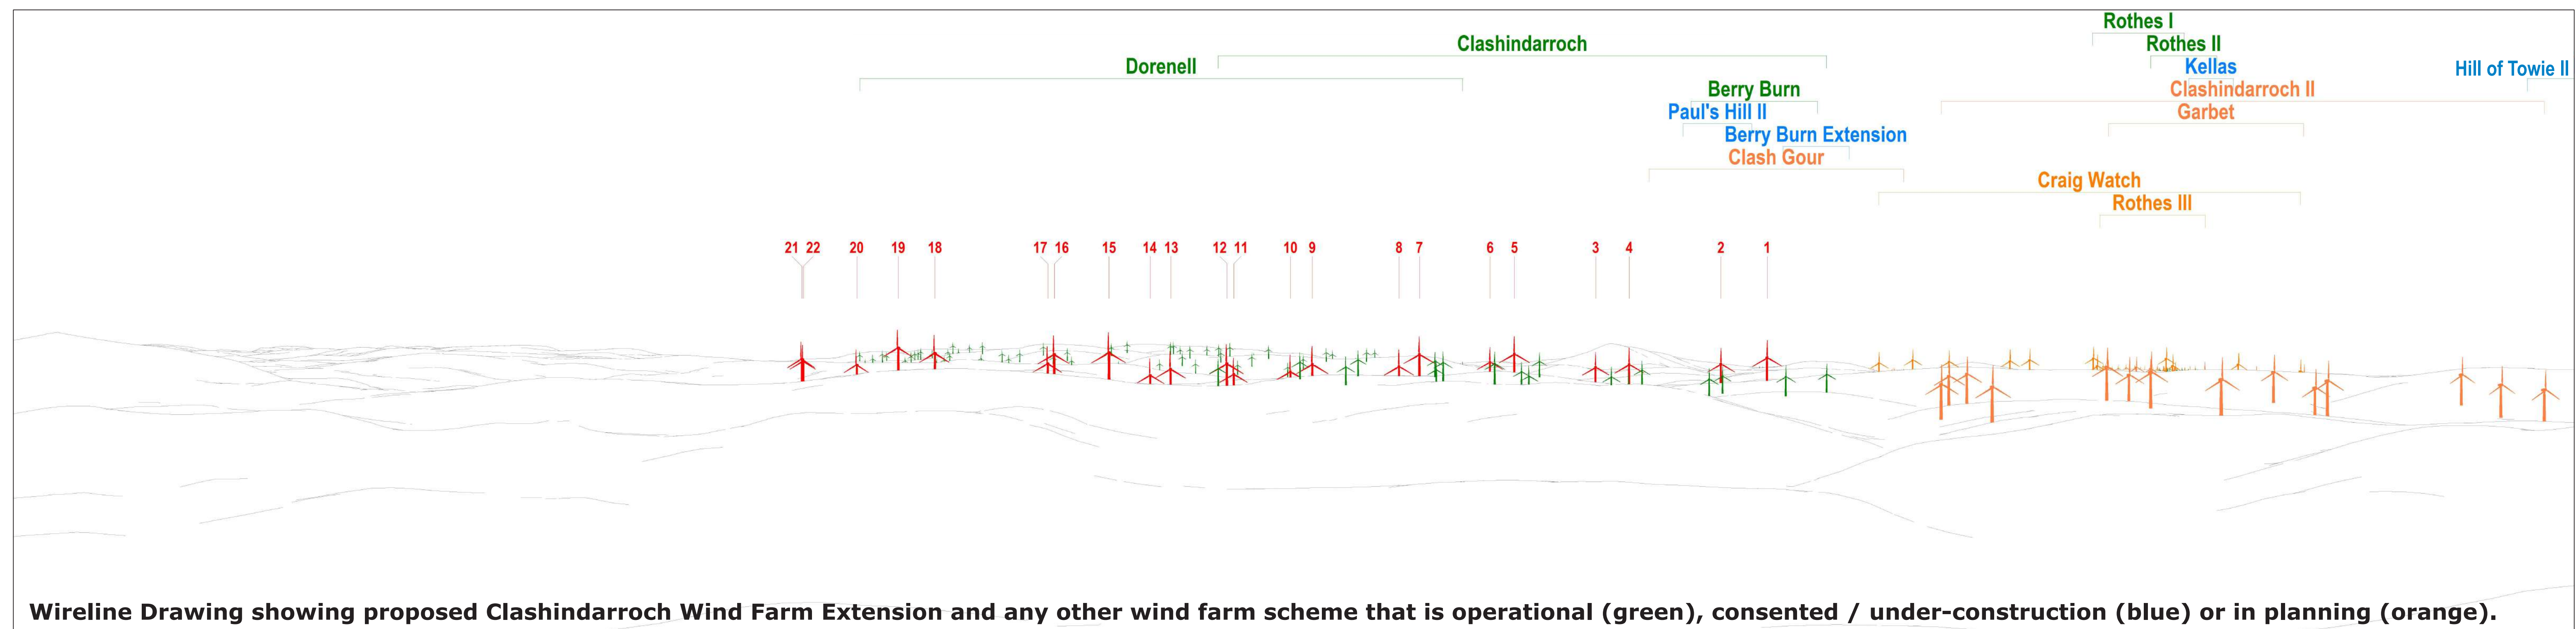 Rothes I
Clashindarroch
Rothes II
Dorenell
Kellas
Hill of Towie II
Berry Burn
Clashindarroch II
Paul's Hill II
Garbet
Berry Burn Extension
Clash Gour
Craig Watch
Rothes III
21 22 20 19 18 17 16 15 14 13 12 11 10 9 8 7 6 5 3 4 2 1
Wireline Drawing showing proposed Clashindarroch Wind Farm Extension and any other wind farm scheme that is operational (green), consented / under-construction (blue) or in planning (orange).